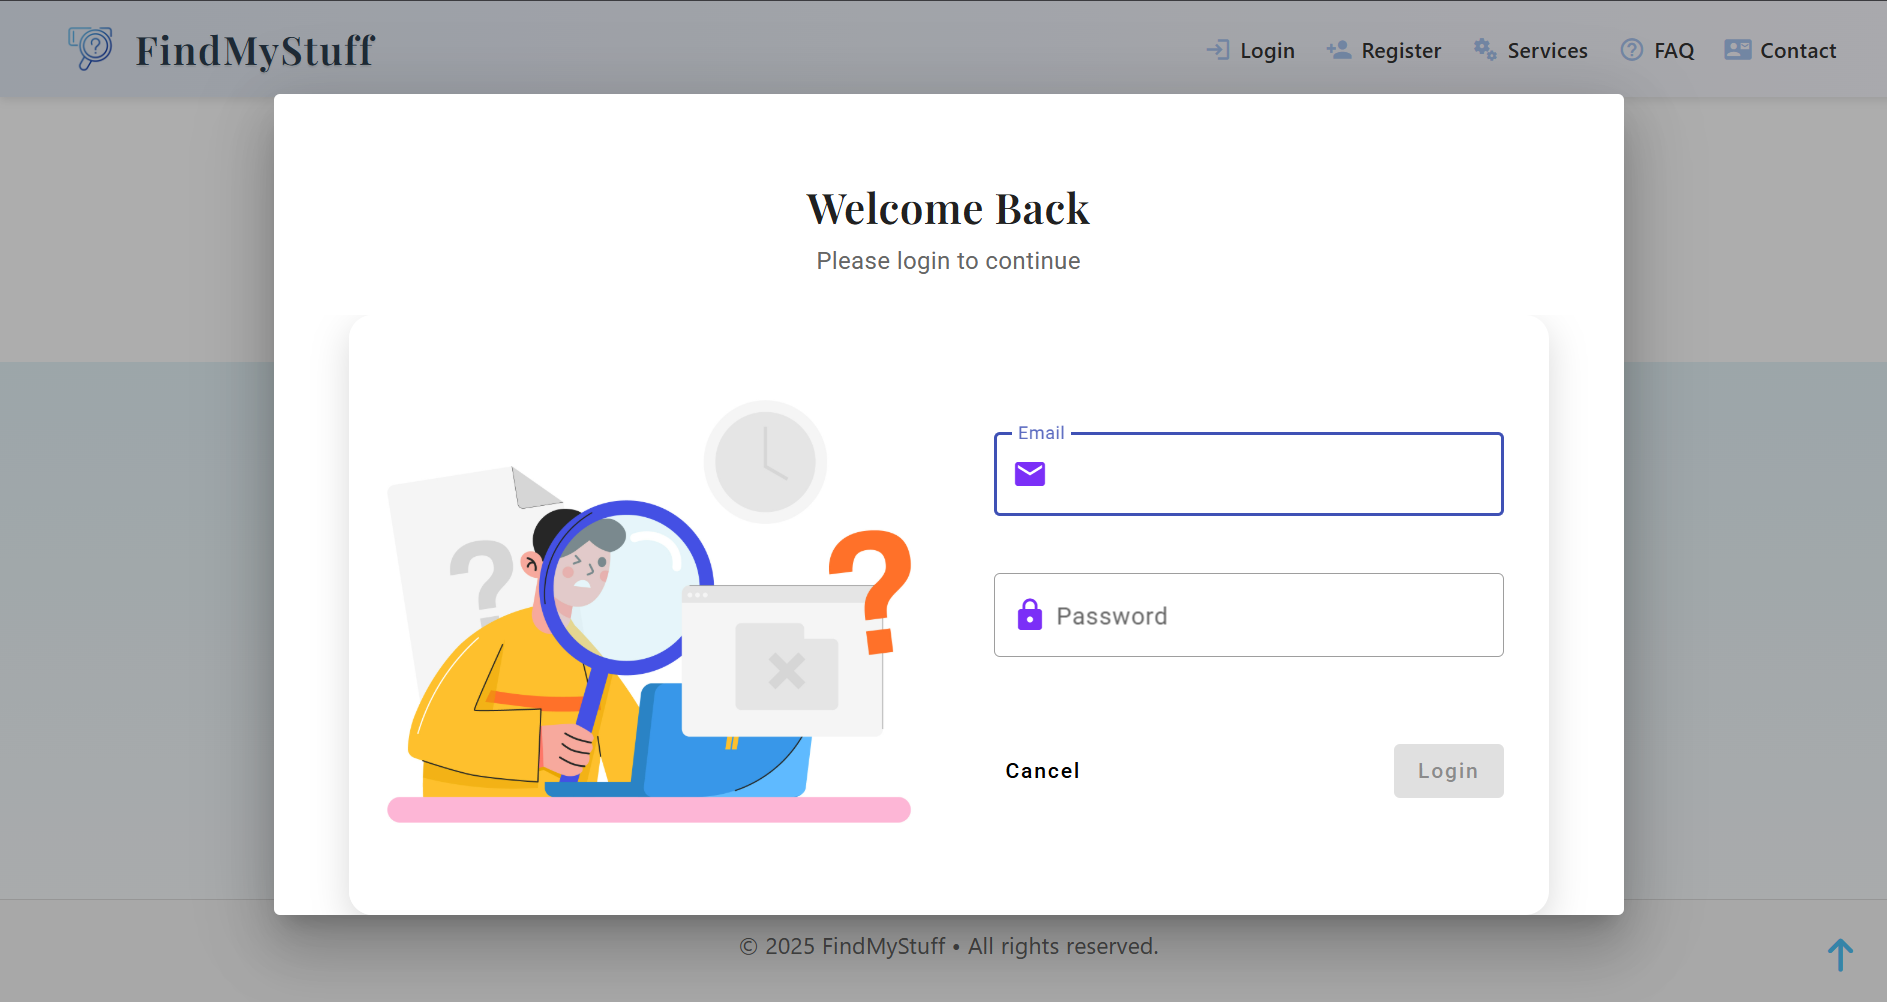 FindMyStuff
Login Register Services FAQ Contact
Welcome Back
Please login to continue
Email
Password
Cancel Login
© 2025 FindMyStuff • All rights reserved.